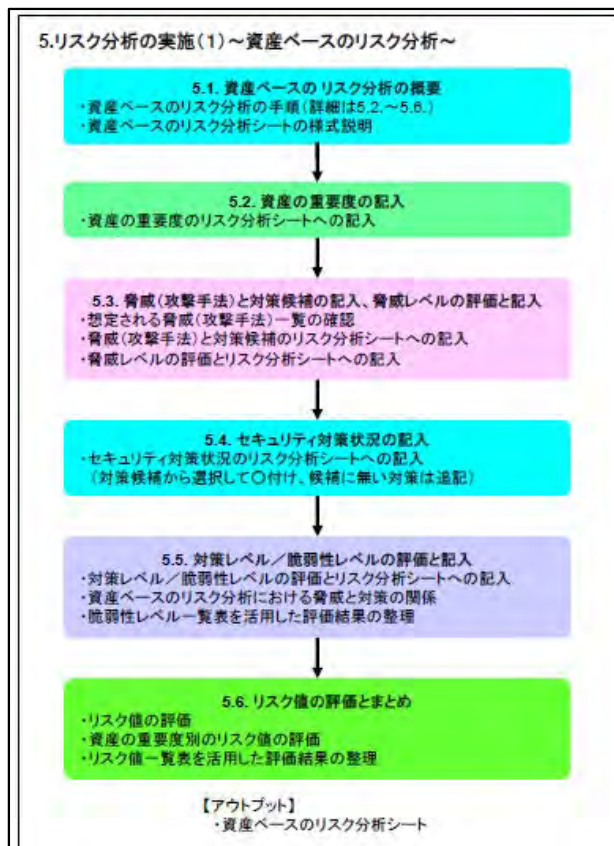 5.リスク分析の実施(1)～資産ベースのリスク分析～
5.1. 資産ベースの リスク分析の概要
・資産ベースのリスク分析の手順(詳細は5.2.～5.6.)
・資産ベースのリスク分析シートの様式説明
5.2. 資産の重要度の記入
・資産の重要度のリスク分析シートへの記入
5.3. 脅威(攻撃手法)と対策候補の記入、脅威レベルの評価と記入
・想定される脅威(攻撃手法)一覧の確認
・脅威(攻撃手法)と対策候補のリスク分析シートへの記入
・脅威レベルの評価とリスク分析シートへの記入
5.4. セキュリティ対策状況の記入
・セキュリティ対策状況のリスク分析シートへの記入
(対策候補から選択して〇付け、候補に無い対策は追記)
5.5. 対策レベル／脆弱性レベルの評価と記入
・対策レベル／脆弱性レベルの評価とリスク分析シートへの記入
・資産ベースのリスク分析における脅威と対策の関係
・脆弱性レベル一覧表を活用した評価結果の整理
5.6. リスク値の評価とまとめ
・リスク値の評価
・資産の重要度別のリスク値の評価
・リスク値一覧表を活用した評価結果の整理
【アウトプット】
・資産ベースのリスク分析シート